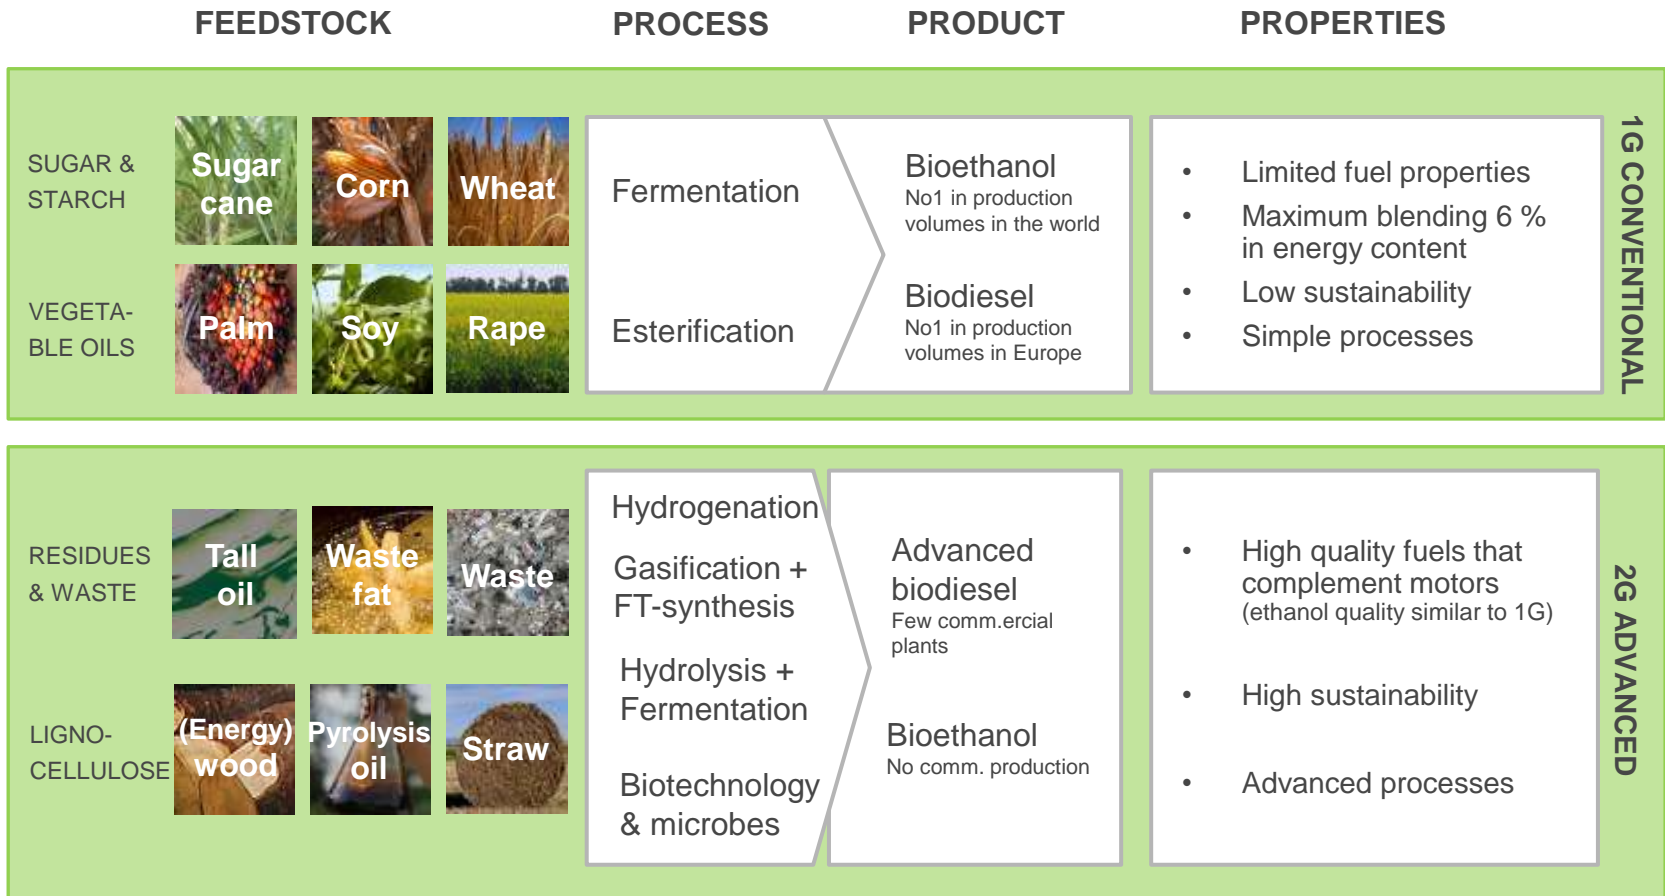 FEEDSTOCK
PROCESS
PRODUCT
PROPERTIES
SUGAR &
STARCH
Sugar
cane
Corn
Wheat
VEGETA-
BLE OILS
Palm
Soy
Rape
Fermentation
Esterification
Bioethanol
No1 in production
volumes in the world
Biodiesel
No1 in production
volumes in Europe
• Limited fuel properties
• Maximum blending 6 %
in energy content
• Low sustainability
• Simple processes
1G CONVENTIONAL
RESIDUES
& WASTE
Tall
oil
Waste
fat
Waste
LIGNO-
CELLULOSE
(Energy)
wood
Pyrolysis
oil
Straw
Hydrogenation
Gasification +
FT-synthesis
Hydrolysis +
Fermentation
Biotechnology
& microbes
Advanced
biodiesel
Few comm.ercial
plants
Bioethanol
No comm. production
• High quality fuels that
complement motors
(ethanol quality similar to 1G)
• High sustainability
• Advanced processes
2G ADVANCED